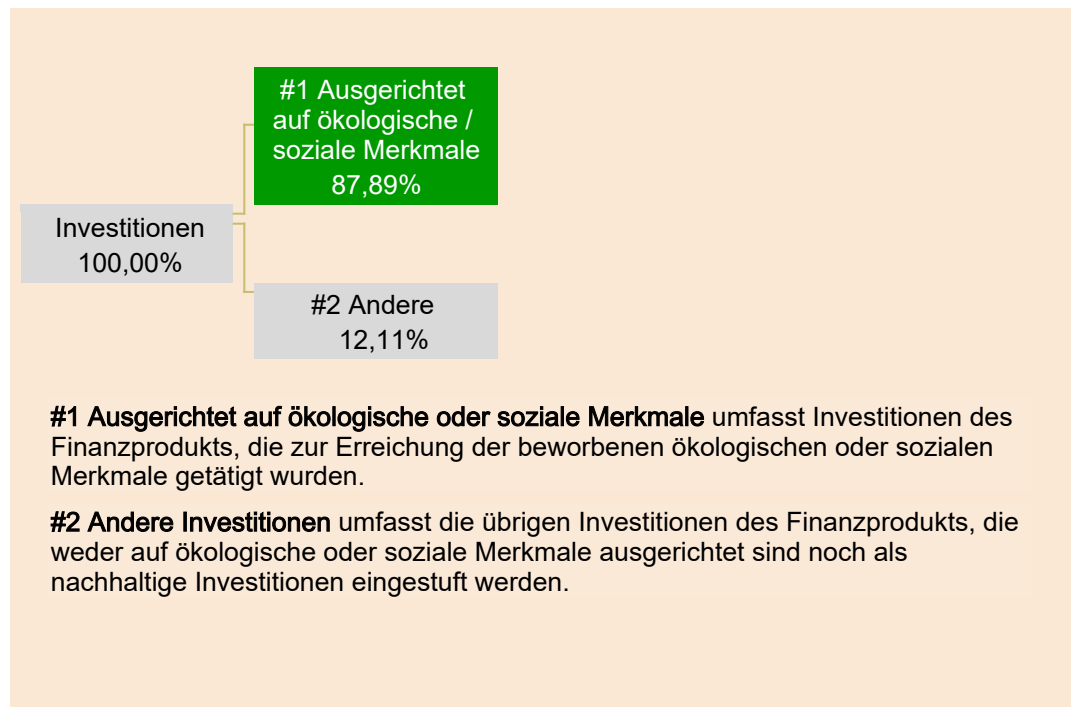 #1 Ausgerichtet
auf ökologische /
soziale Merkmale
87,89%
Investitionen
100,00%
#2 Andere
12,11%
#1 Ausgerichtet auf ökologische oder soziale Merkmale umfasst Investitionen des
Finanzprodukts, die zur Erreichung der beworbenen ökologischen oder sozialen
Merkmale getätigt wurden.
#2 Andere Investitionen umfasst die übrigen Investitionen des Finanzprodukts, die
weder auf ökologische oder soziale Merkmale ausgerichtet sind noch als
nachhaltige Investitionen eingestuft werden.